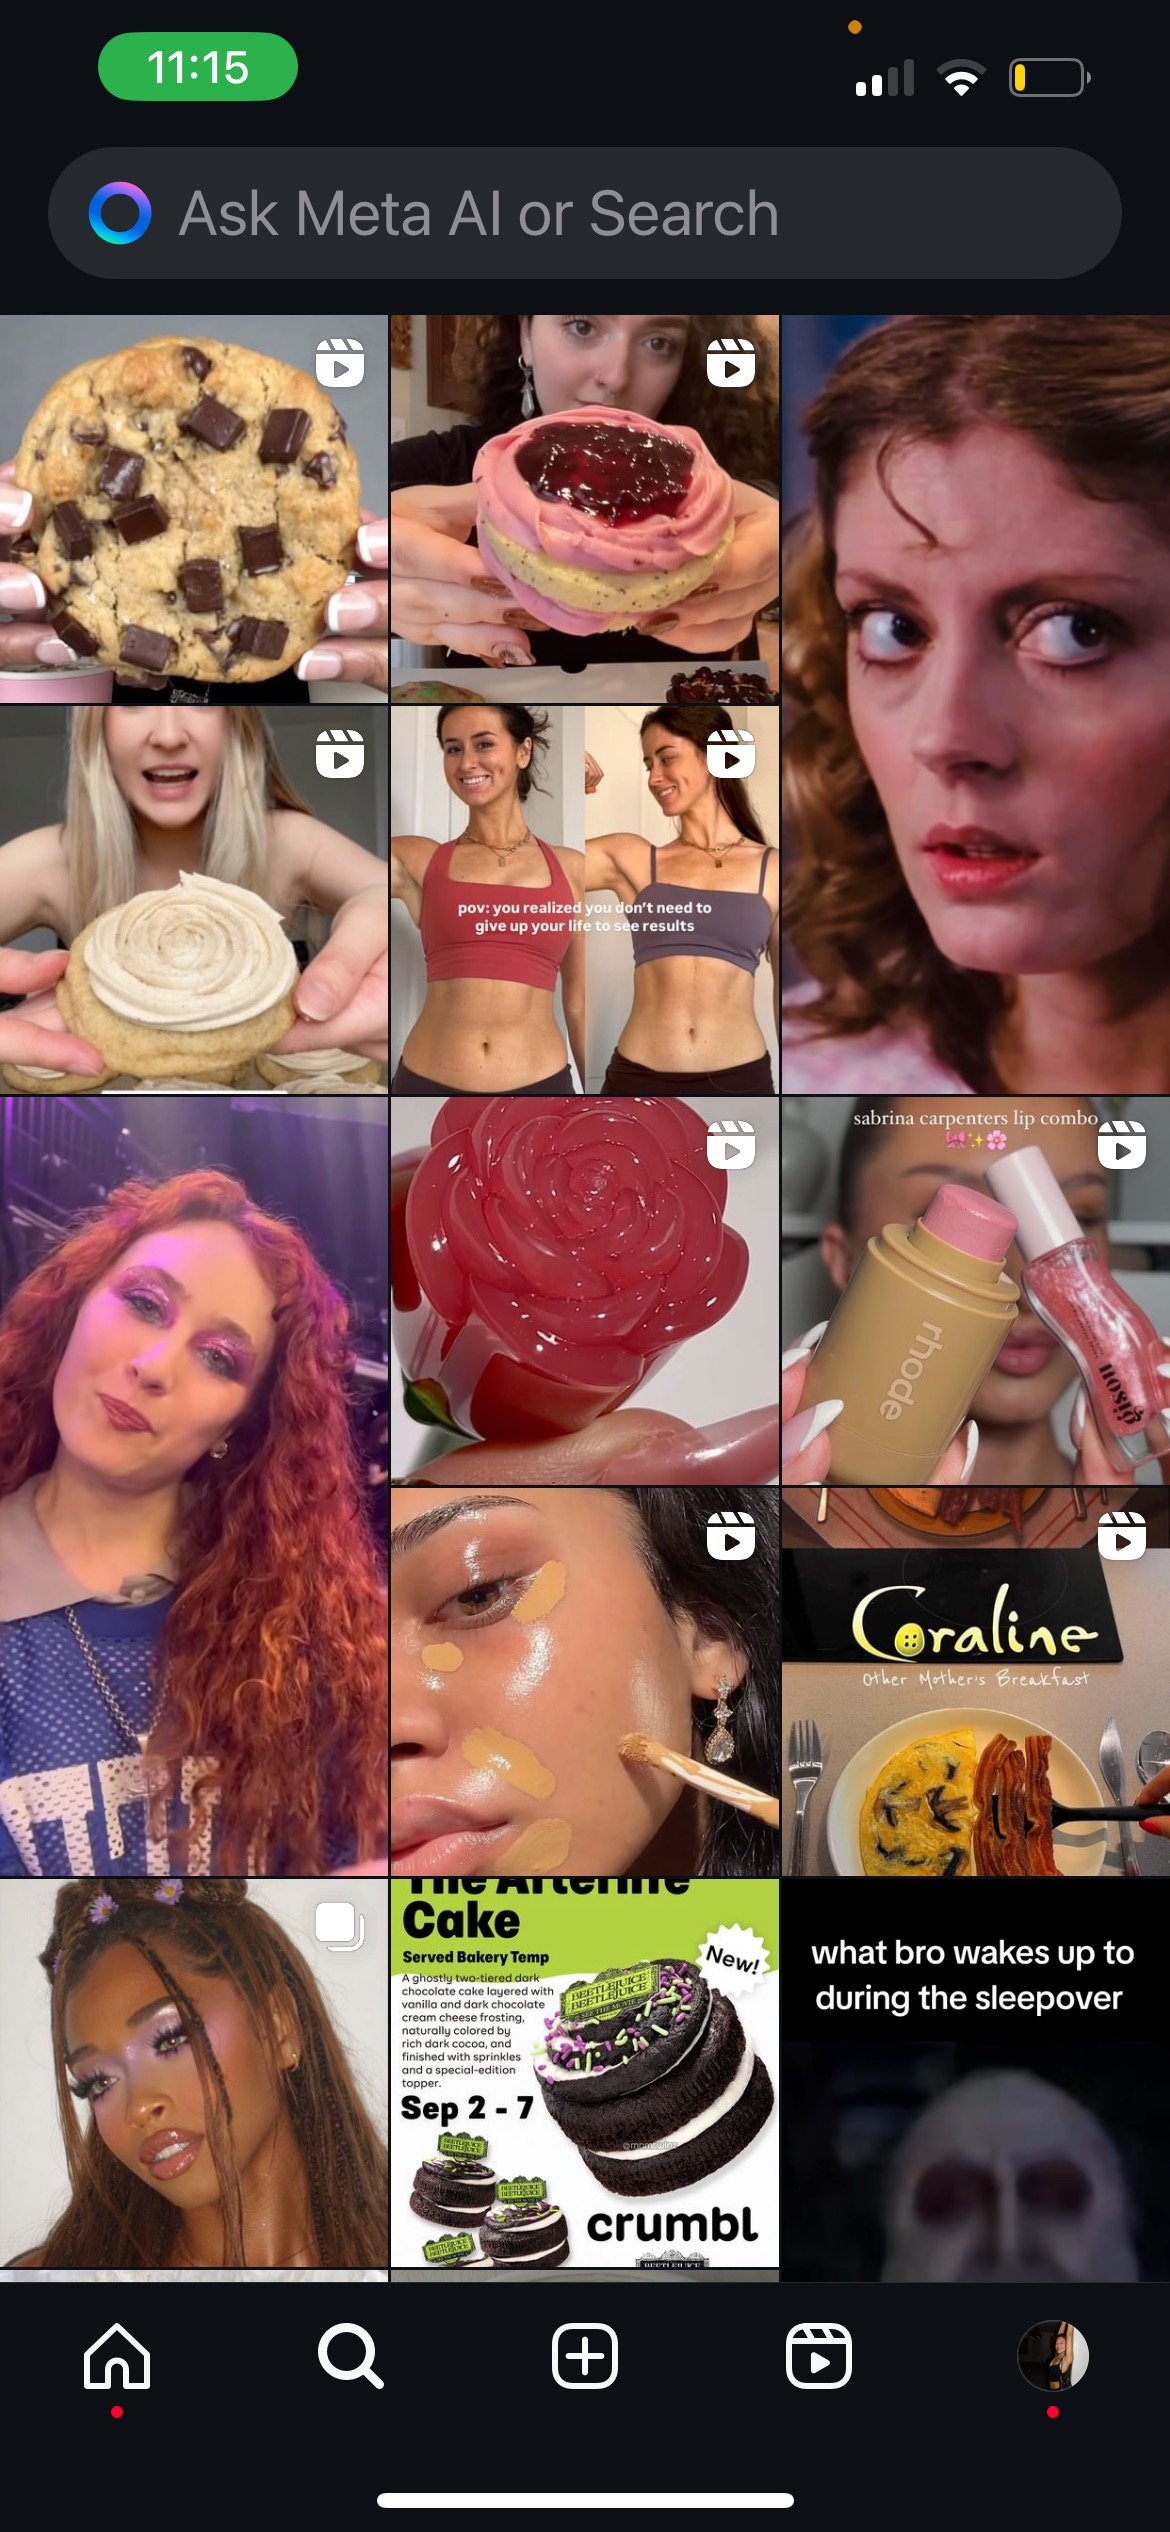 11:15
Ask Meta AI or Search
pov: you realized you don't need to
give up your life to see results
sabrina carpenters lip combo
rhode
gisou
Coraline
Other Mother's Breakfast
The Afterlife
Cake
Served Bakery Temp
New!
A ghostly two-tiered dark
chocolate cake layered with
vanilla and dark chocolate
cream cheese frosting,
naturally colored by
rich dark cocoa, and
finished with sprinkles
and a special-edition
topper.
Sep 2 - 7
BEETLEJUICE
BEETLEJUICE
crumbl
BEETLEJUICE
what bro wakes up to
during the sleepover